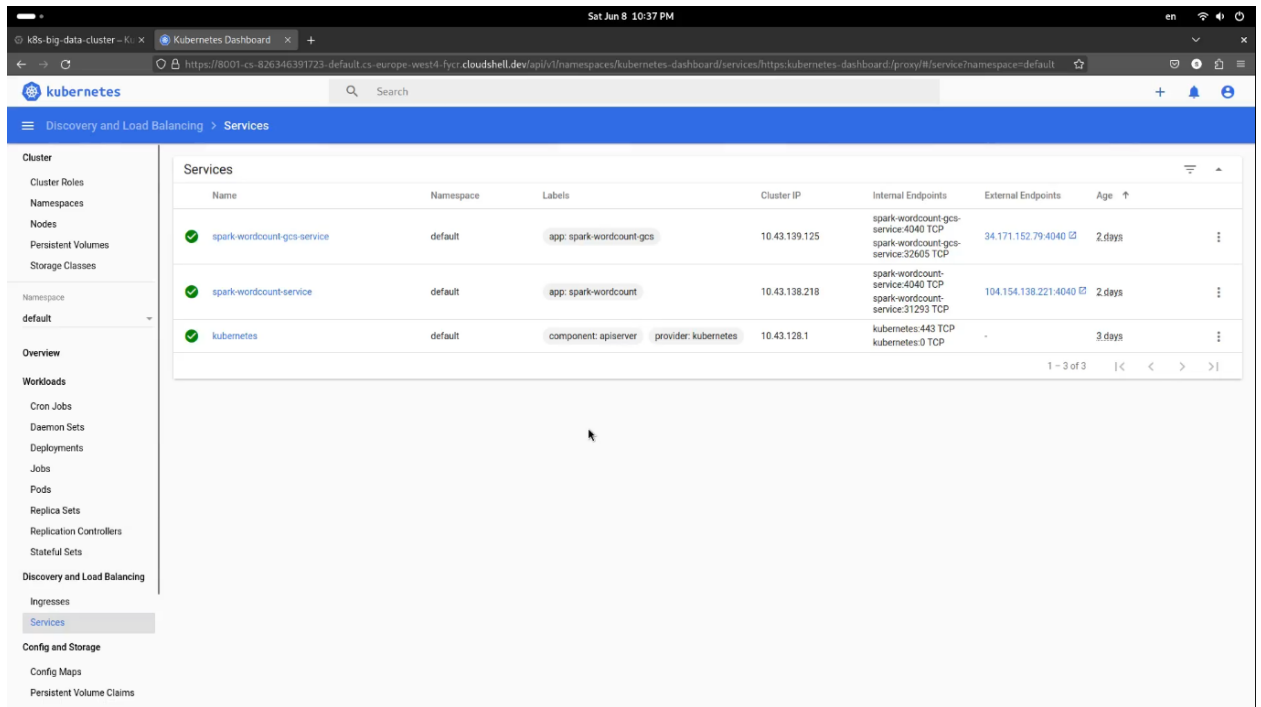 Sat Jun 8 10:37 PM
en
k8s-big-data-cluster – Ku
Kubernetes Dashboard
https://8001-cs-826346391723-default.cs-europe-west4-fycr.cloudshell.dev/api/v1/namespaces/kubernetes-dashboard/services/https:kubernetes-dashboard:/proxy/#/service?namespace=default
kubernetes
Search
Discovery and Load Balancing > Services
Cluster
Cluster Roles
Namespaces
Nodes
Persistent Volumes
Storage Classes
Namespace
default
Overview
Workloads
Cron Jobs
Daemon Sets
Deployments
Jobs
Pods
Replica Sets
Replication Controllers
Stateful Sets
Discovery and Load Balancing
Ingresses
Services
Config and Storage
Config Maps
Persistent Volume Claims
Services
Name Namespace Labels Cluster IP Internal Endpoints External Endpoints Age
spark-wordcount-gcs-service default app: spark-wordcount-gcs 10.43.139.125
spark-wordcount-gcs-
service:4040 TCP
spark-wordcount-gcs-
service:32605 TCP
34.171.152.79:4040 2 days
spark-wordcount-service default app: spark-wordcount 10.43.138.218
spark-wordcount-
service:4040 TCP
spark-wordcount-
service:31293 TCP
104.154.138.221:4040 2 days
kubernetes default component: apiserver provider: kubernetes 10.43.128.1
kubernetes:443 TCP
kubernetes:0 TCP
- 3 days
1 – 3 of 3